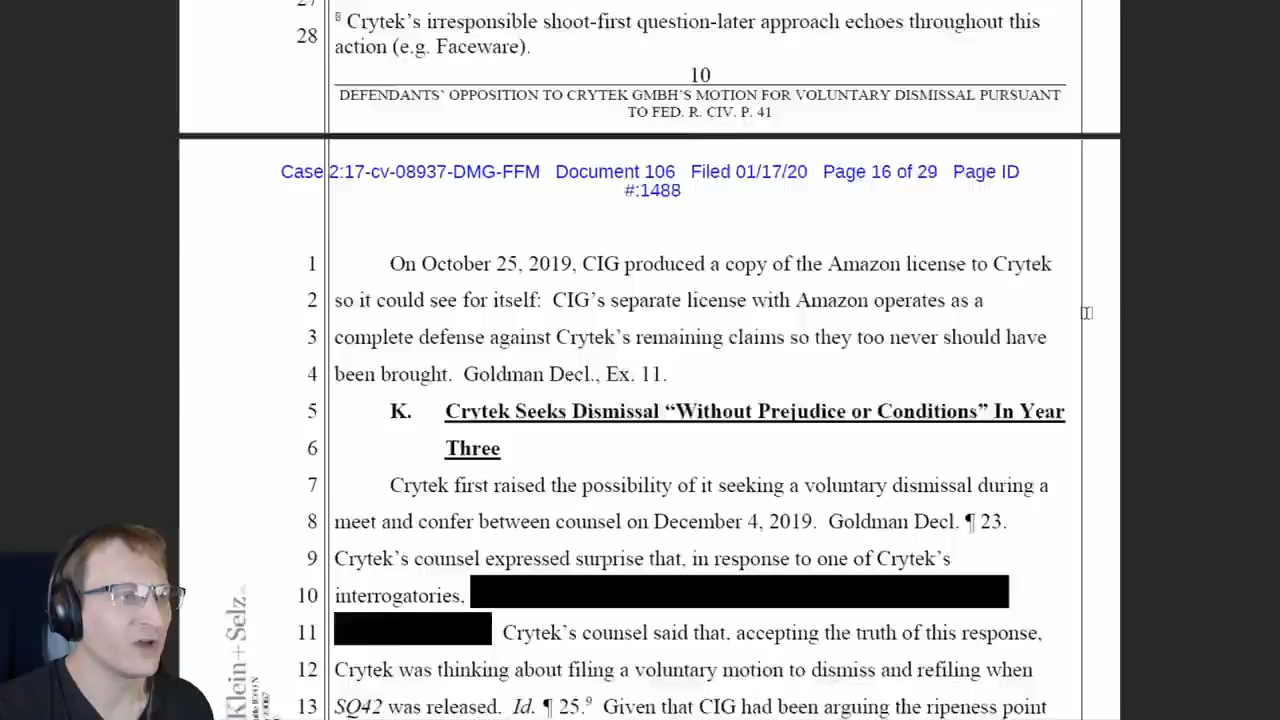 27
⁸ Crytek's irresponsible shoot-first question-later approach echoes throughout this
28 action (e.g. Faceware).
10
DEFENDANTS' OPPOSITION TO CRYTEK GMBH'S MOTION FOR VOLUNTARY DISMISSAL PURSUANT
TO FED. R. CIV. P. 41
Case 2:17-cv-08937-DMG-FFM Document 106 Filed 01/17/20 Page 16 of 29 Page ID
#:1488
1 On October 25, 2019, CIG produced a copy of the Amazon license to Crytek
2 so it could see for itself: CIG's separate license with Amazon operates as a
3 complete defense against Crytek's remaining claims so they too never should have
4 been brought. Goldman Decl., Ex. 11.
5 K. Crytek Seeks Dismissal “Without Prejudice or Conditions” In Year
6 Three
7 Crytek first raised the possibility of it seeking a voluntary dismissal during a
8 meet and confer between counsel on December 4, 2019. Goldman Decl. ¶ 23.
9 Crytek's counsel expressed surprise that, in response to one of Crytek's
10 interrogatories,
11 Crytek's counsel said that, accepting the truth of this response,
12 Crytek was thinking about filing a voluntary motion to dismiss and refiling when
13 SQ42 was released. Id. ¶ 25.⁹ Given that CIG had been arguing the ripeness point
Klein + Selz